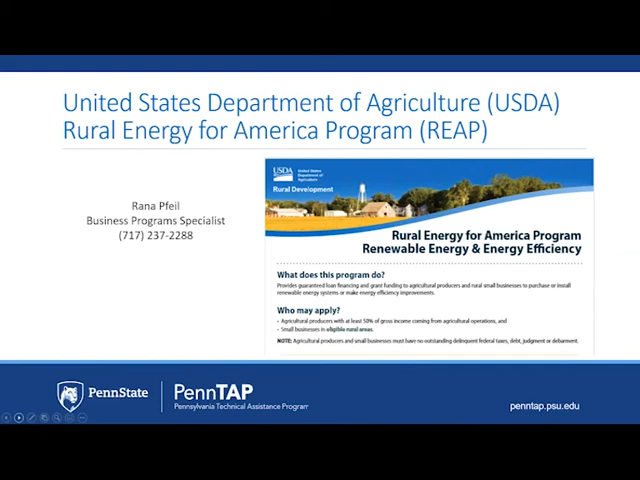 United States Department of Agriculture (USDA)
Rural Energy for America Program (REAP)
Rana Pfeil
Business Programs Specialist
(717) 237-2288
USDA
United States
Department of
Agriculture
Rural Development
Rural Energy for America Program
Renewable Energy & Energy Efficiency
What does this program do?
Provides guaranteed loan financing and grant funding to agricultural producers and rural small businesses to purchase or install
renewable energy systems or make energy efficiency improvements.
Who may apply?
• Agricultural producers with at least 50% of gross income coming from agricultural operations, and
• Small businesses in eligible rural areas.
NOTE: Agricultural producers and small businesses must have no outstanding delinquent federal taxes, debt, judgment or debarment.
PennState
PennTAP
Pennsylvania Technical Assistance Program
penntap.psu.edu